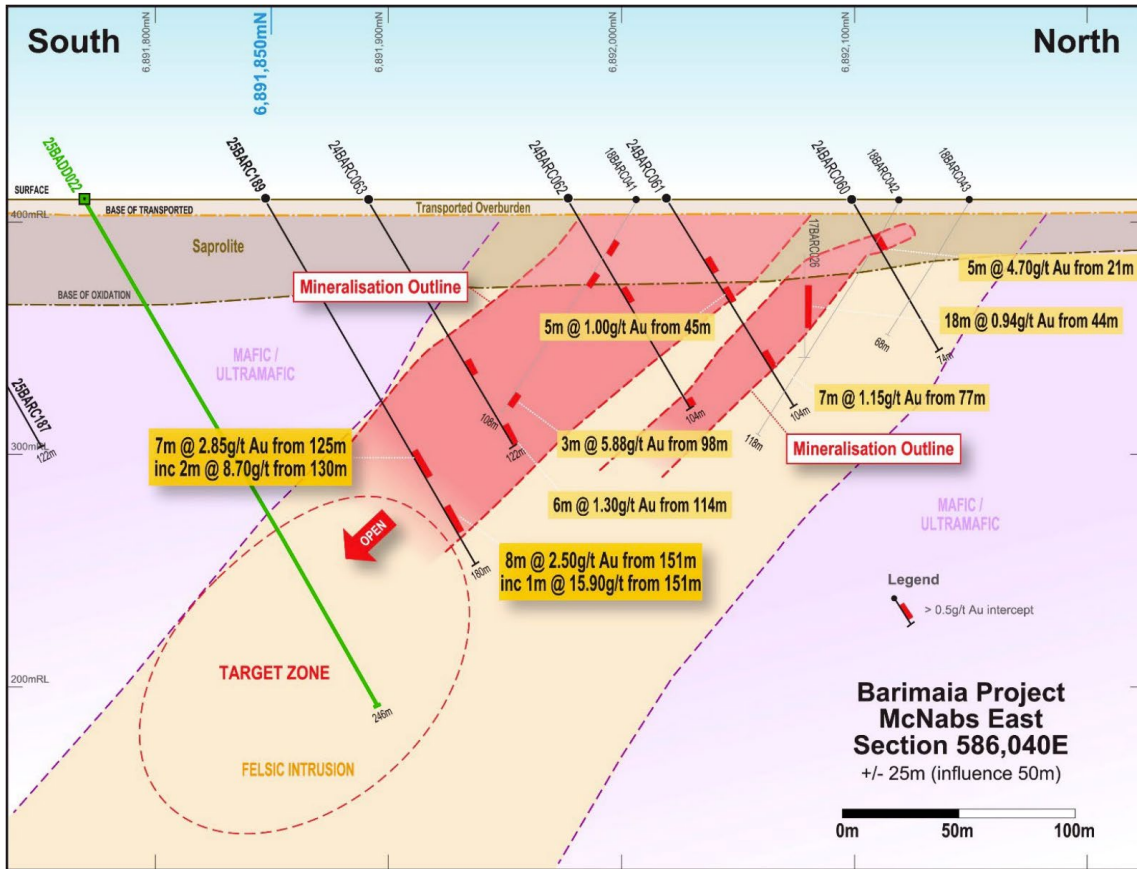 South
North
6,891,800mN
6,891,850mN
6,891,900mN
6,892,000mN
6,892,100mN
25BADD022
25BARC189
24BARC063
24BARC062
18BARC041
24BARC061
24BARC060
18BARC042
18BARC043
SURFACE
400mRL
BASE OF TRANSPORTED
Transported Overburden
Saprolite
17BARC026
BASE OF OXIDATION
Mineralisation Outline
5m @ 4.70g/t Au from 21m
5m @ 1.00g/t Au from 45m
18m @ 0.94g/t Au from 44m
MAFIC /
ULTRAMAFIC
68m
74m
25BARC187
122m
300mRL
106m
122m
104m
104m
118m
7m @ 1.15g/t Au from 77m
7m @ 2.85g/t Au from 125m
inc 2m @ 8.70g/t from 130m
3m @ 5.88g/t Au from 98m
Mineralisation Outline
6m @ 1.30g/t Au from 114m
MAFIC /
ULTRAMAFIC
OPEN
8m @ 2.50g/t Au from 151m
inc 1m @ 15.90g/t from 151m
180m
Legend
> 0.5g/t Au intercept
TARGET ZONE
200mRL
246m
FELSIC INTRUSION
Barimaia Project
McNabs East
Section 586,040E
+/- 25m (influence 50m)
0m
50m
100m